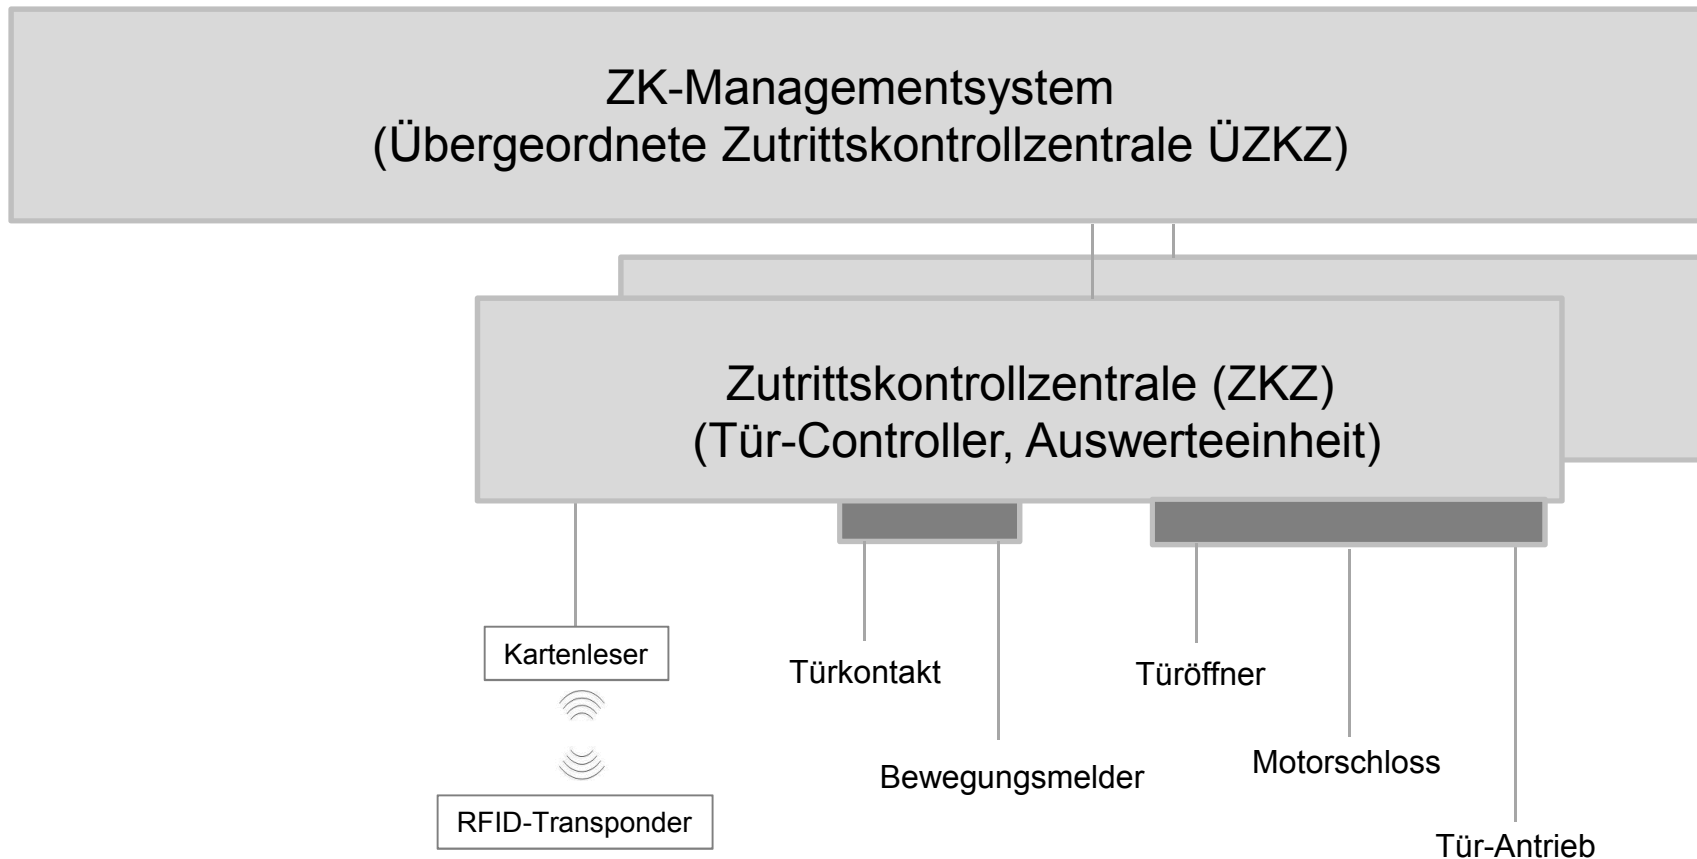 ZK-Managementsystem
(Übergeordnete Zutrittskontrollzentrale ÜZKZ)
Zutrittskontrollzentrale (ZKZ)
(Tür-Controller, Auswerteeinheit)
Kartenleser
Türkontakt
Türöffner
Bewegungsmelder
Motorschloss
RFID-Transponder
Tür-Antrieb